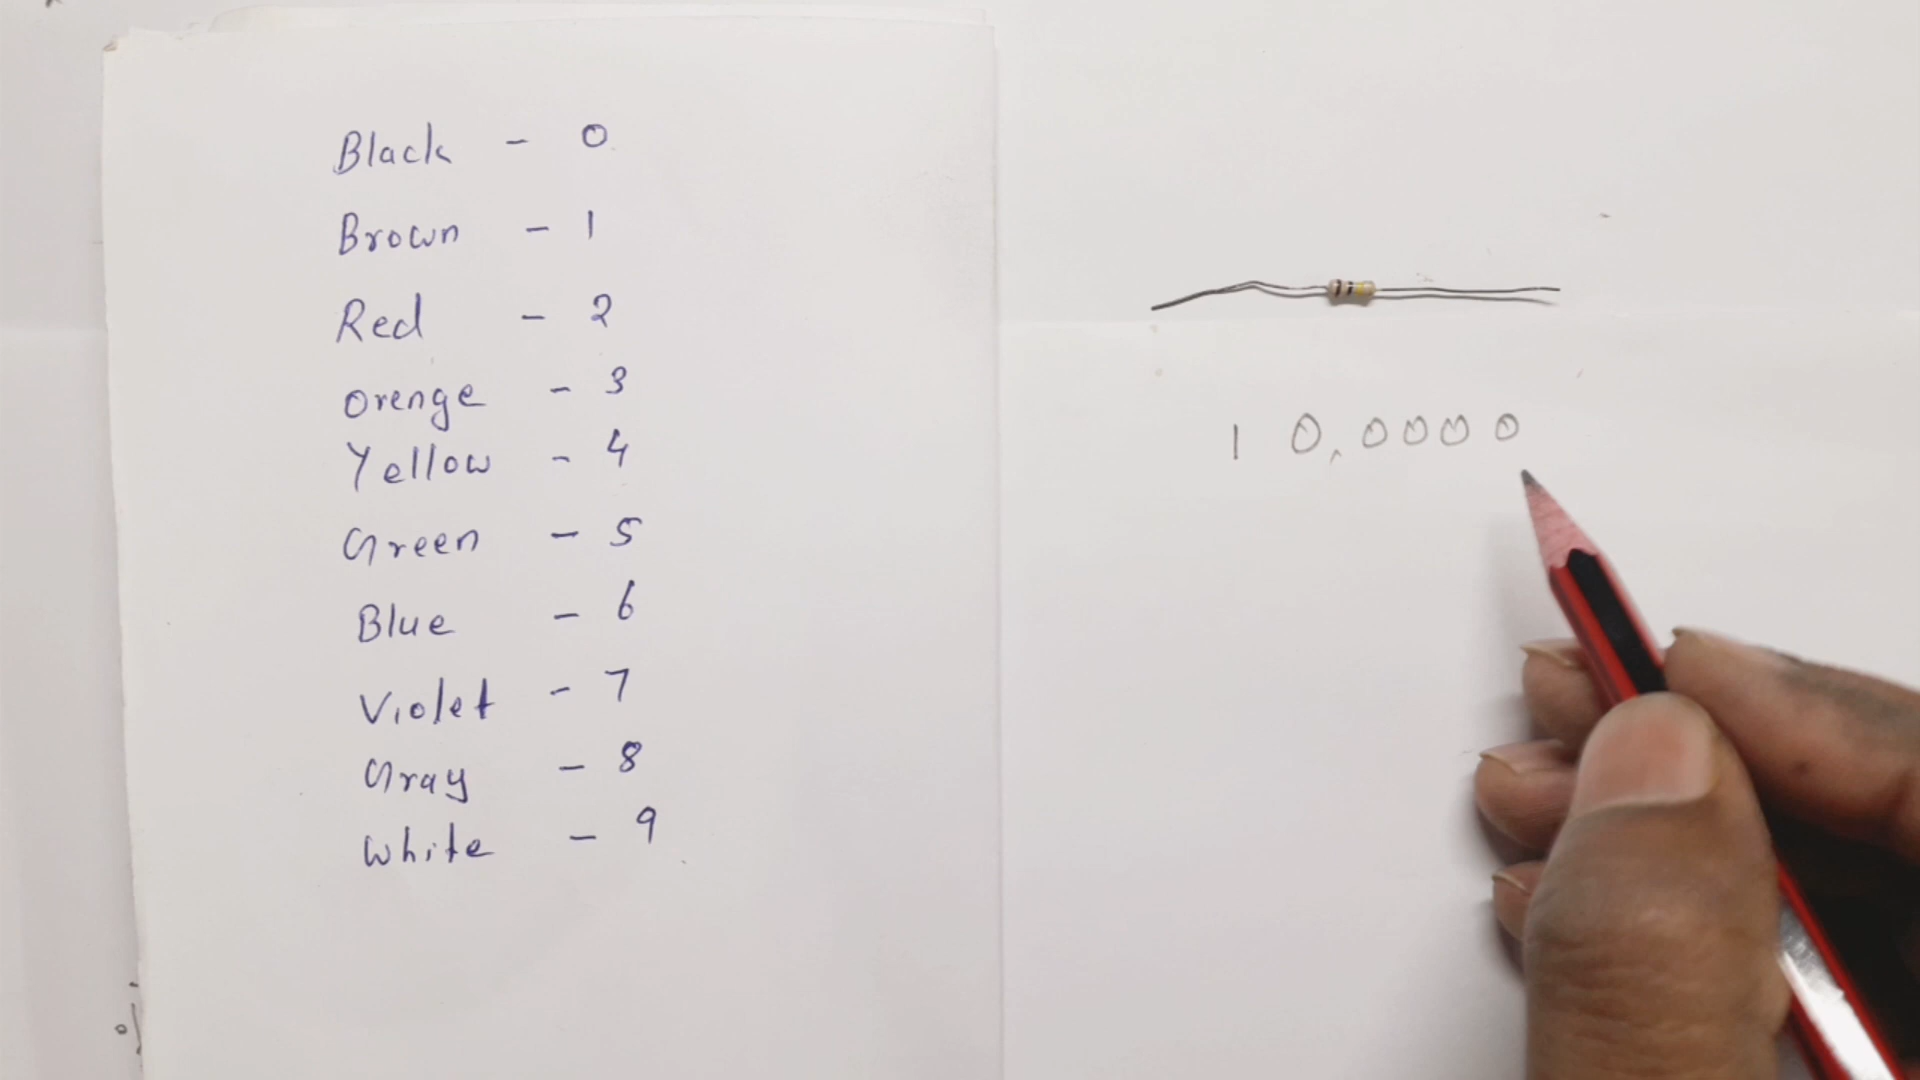 Black - 0
Brown - 1
Red - 2
Orenge - 3
Yellow - 4
Green - 5
Blue - 6
Violet - 7
Gray - 8
White - 9
1 0,0000